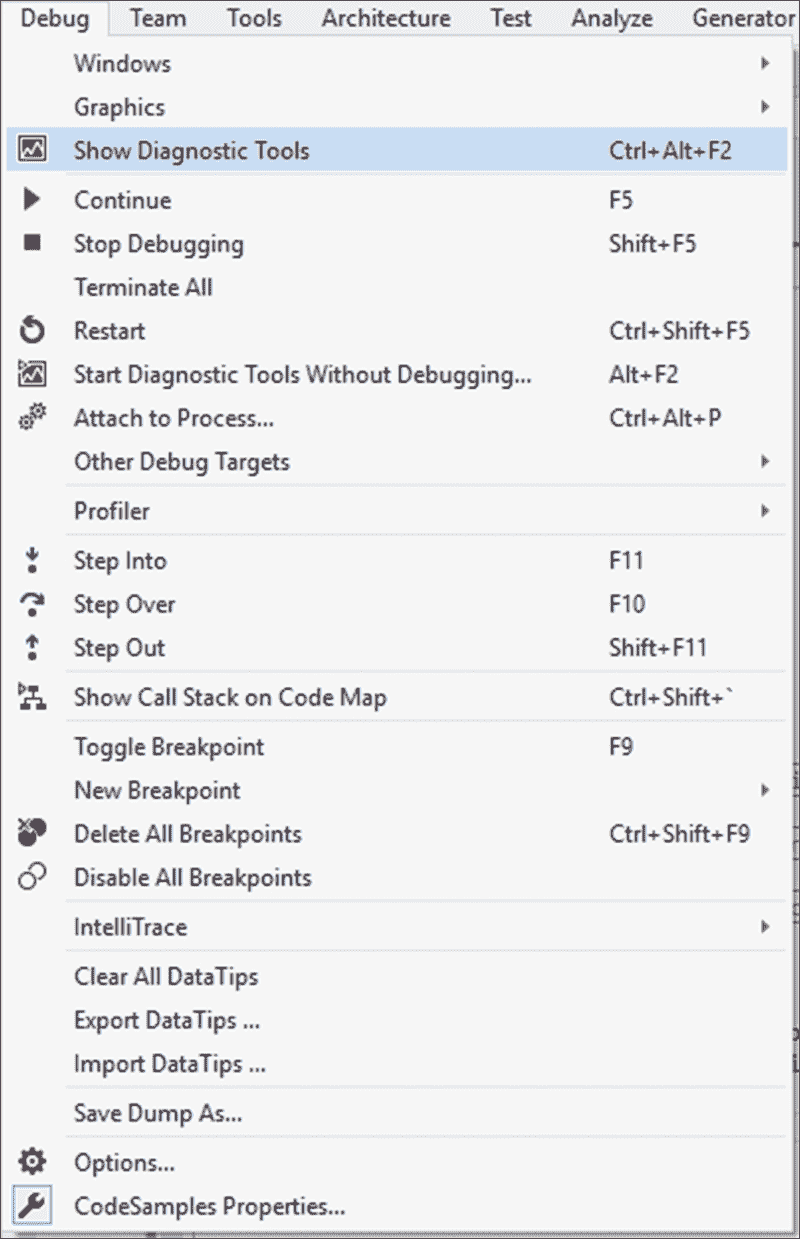 Debug Team Tools Architecture Test Analyze Generator
Windows
Graphics
Show Diagnostic Tools Ctrl+Alt+F2
Continue F5
Stop Debugging Shift+F5
Terminate All
Restart Ctrl+Shift+F5
Start Diagnostic Tools Without Debugging... Alt+F2
Attach to Process... Ctrl+Alt+P
Other Debug Targets
Profiler
Step Into F11
Step Over F10
Step Out Shift+F11
Show Call Stack on Code Map Ctrl+Shift+`
Toggle Breakpoint F9
New Breakpoint
Delete All Breakpoints Ctrl+Shift+F9
Disable All Breakpoints
IntelliTrace
Clear All DataTips
Export DataTips ...
Import DataTips ...
Save Dump As...
Options...
CodeSamples Properties...